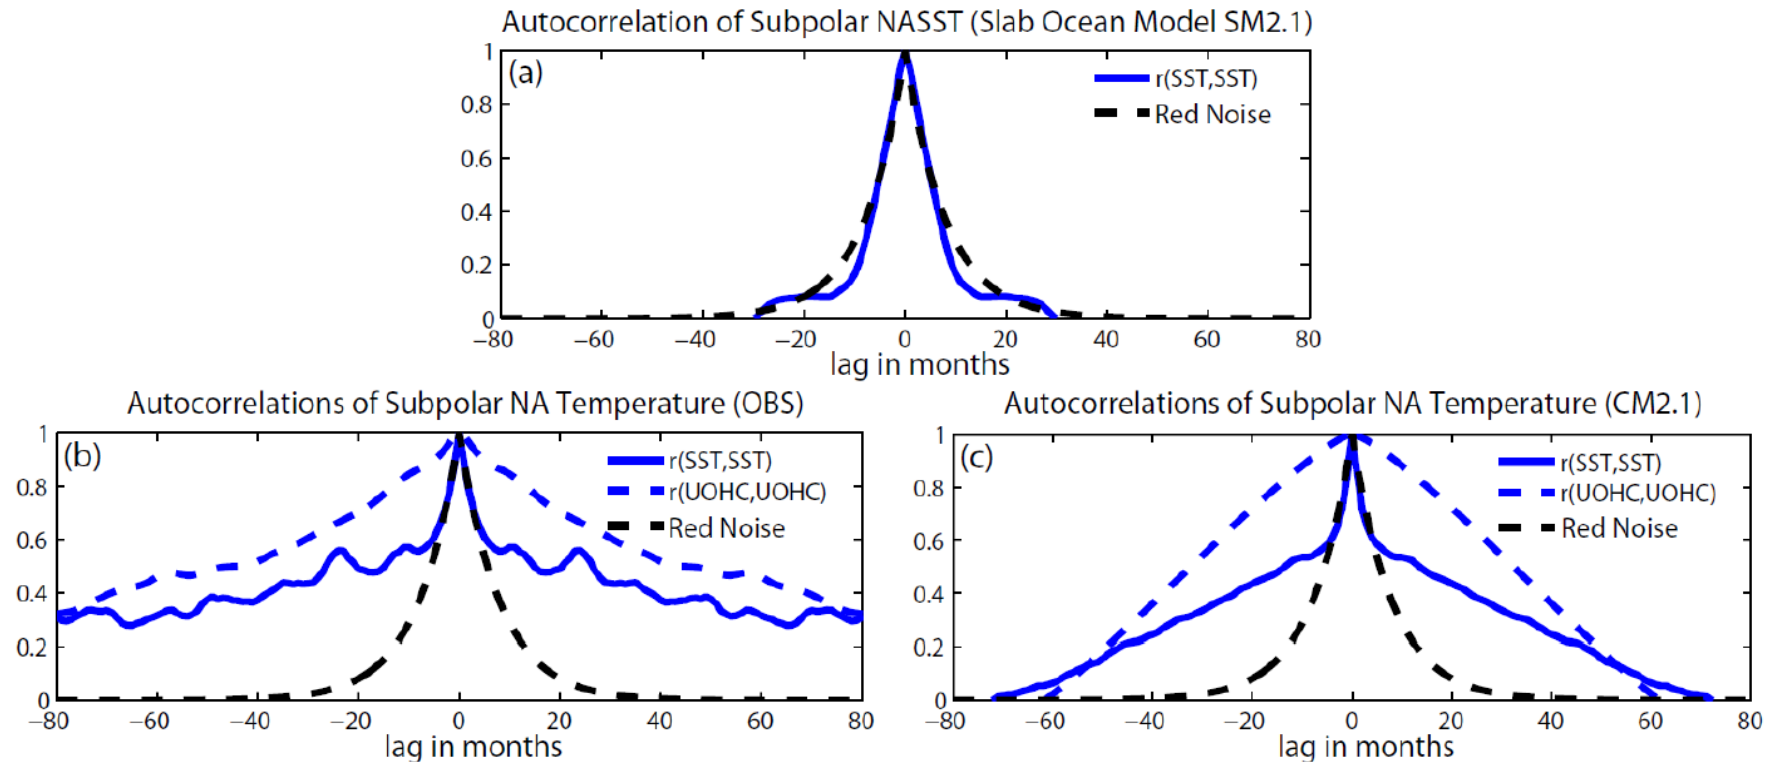 Autocorrelation of Subpolar NASST (Slab Ocean Model SM2.1)
(a)
r(SST,SST)
Red Noise
1
0.8
0.6
0.4
0.2
0
−80 −60 −40 −20 0 20 40 60 80
lag in months
Autocorrelations of Subpolar NA Temperature (OBS)
(b)
r(SST,SST)
r(UOHC,UOHC)
Red Noise
1
0.8
0.6
0.4
0.2
0
−80 −60 −40 −20 0 20 40 60 80
lag in months
Autocorrelations of Subpolar NA Temperature (CM2.1)
(c)
r(SST,SST)
r(UOHC,UOHC)
Red Noise
1
0.8
0.6
0.4
0.2
0
−80 −60 −40 −20 0 20 40 60 80
lag in months